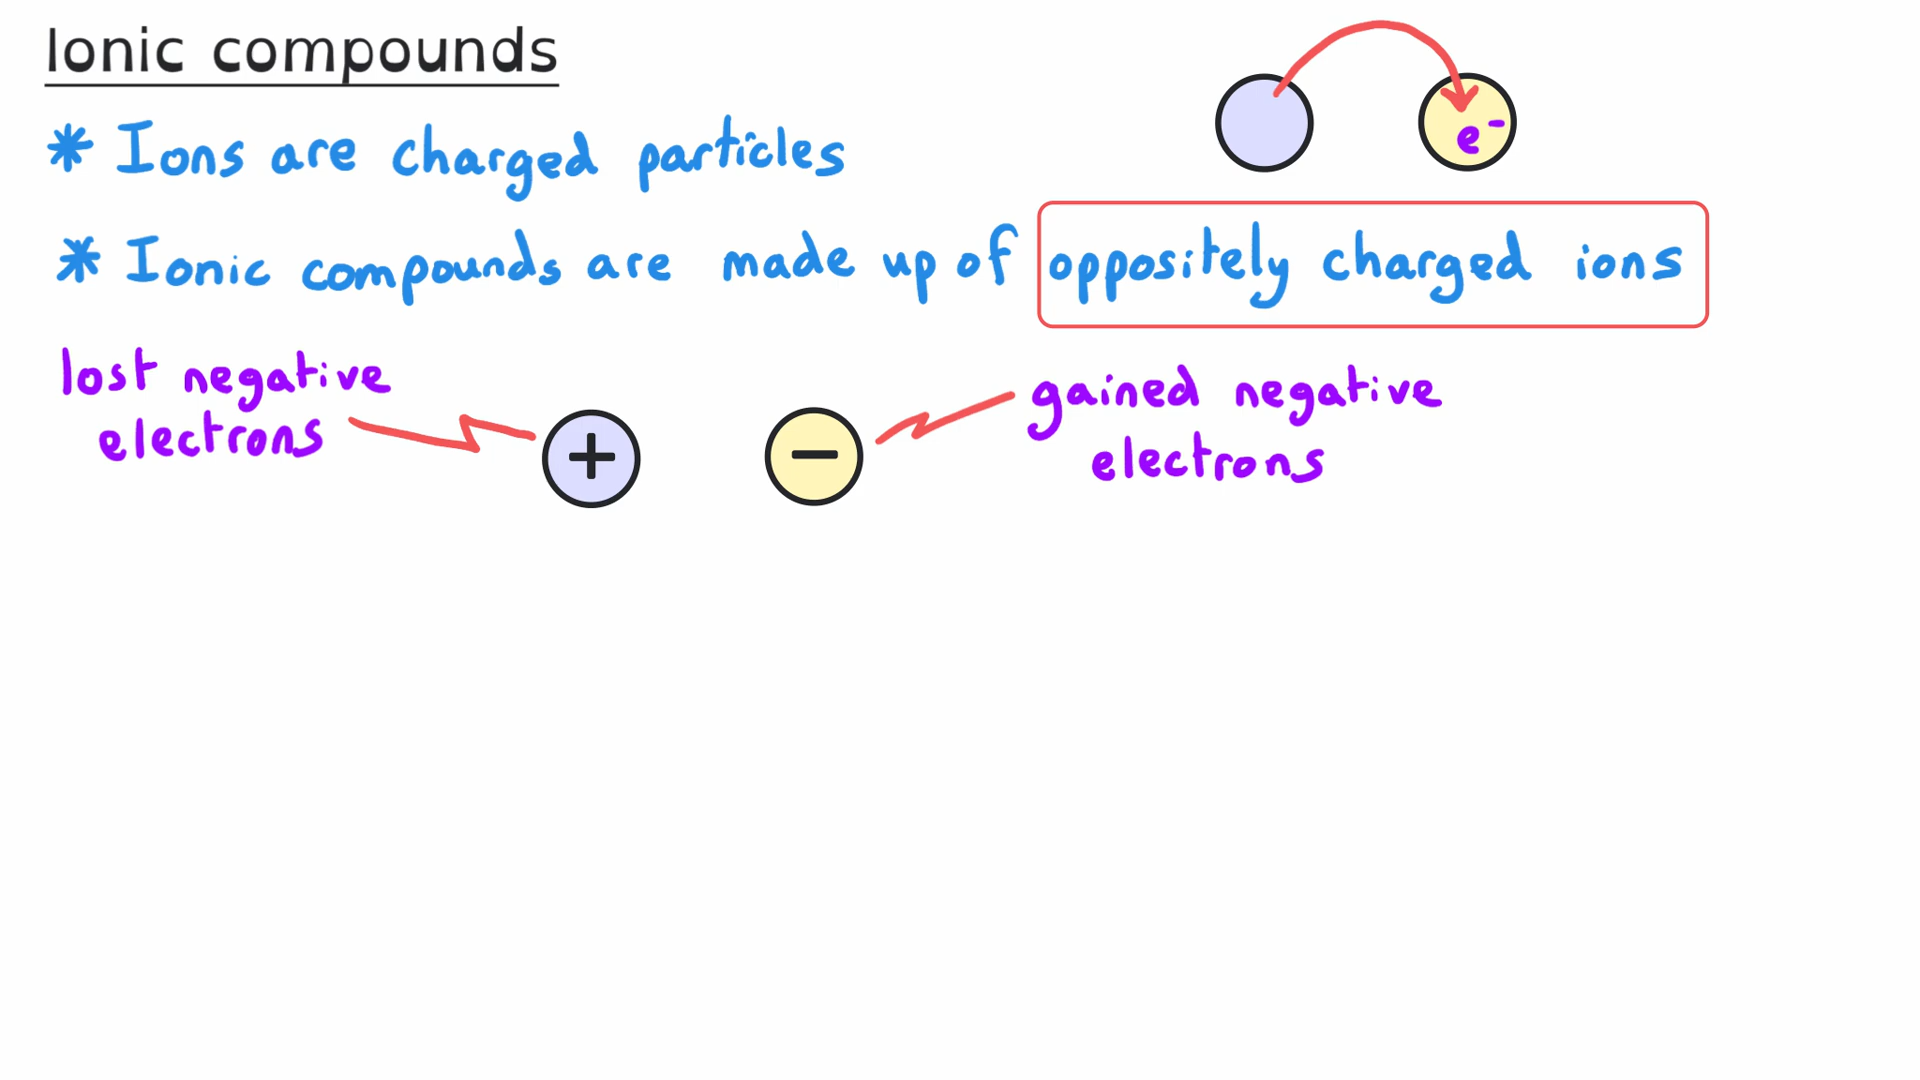 Ionic compounds
* Ions are charged particles
e⁻
* Ionic compounds are made up of oppositely charged ions
lost negative
electrons
+
−
gained negative
electrons